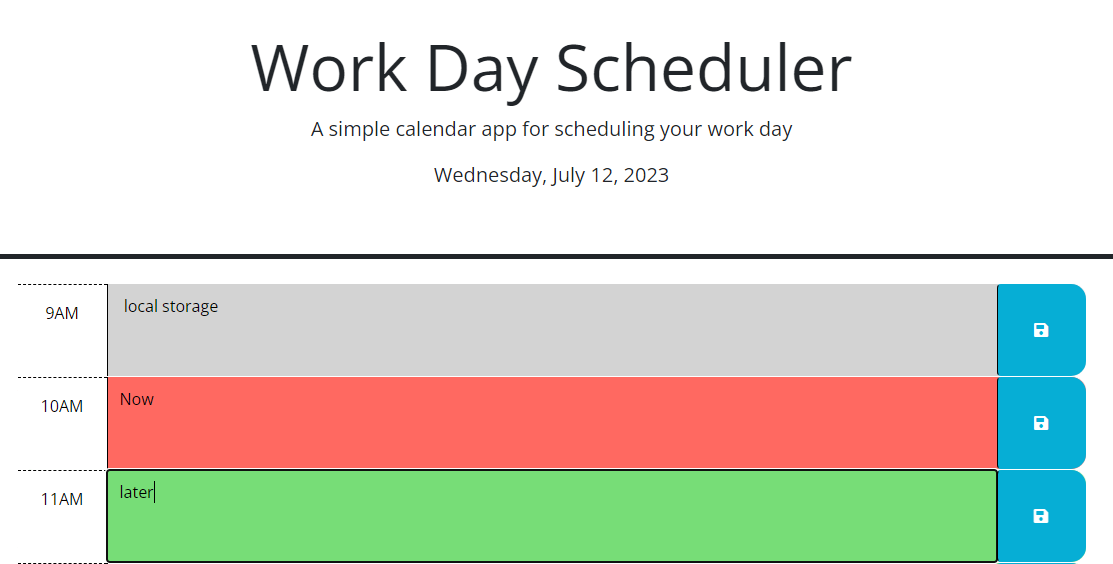 Work Day Scheduler
A simple calendar app for scheduling your work day
Wednesday, July 12, 2023
9AM
local storage
10AM
Now
11AM
later